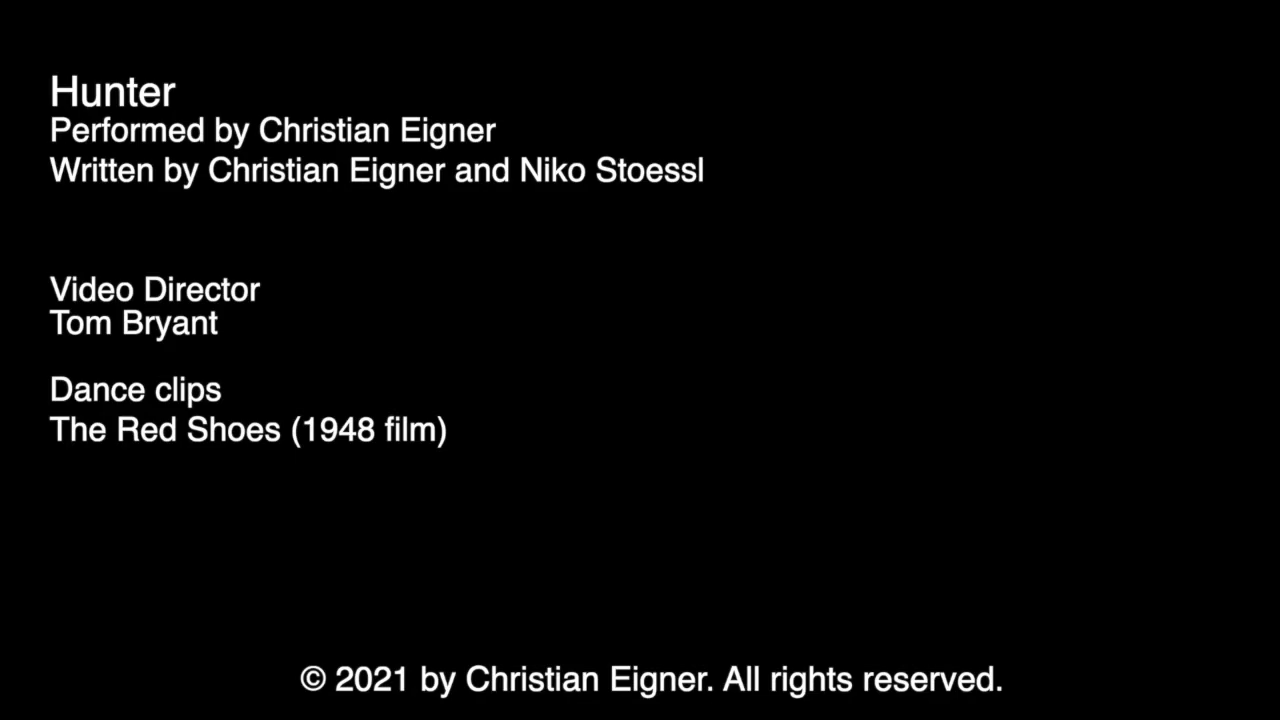 Hunter
Performed by Christian Eigner
Written by Christian Eigner and Niko Stoessl
Video Director
Tom Bryant
Dance clips
The Red Shoes (1948 film)
© 2021 by Christian Eigner. All rights reserved.